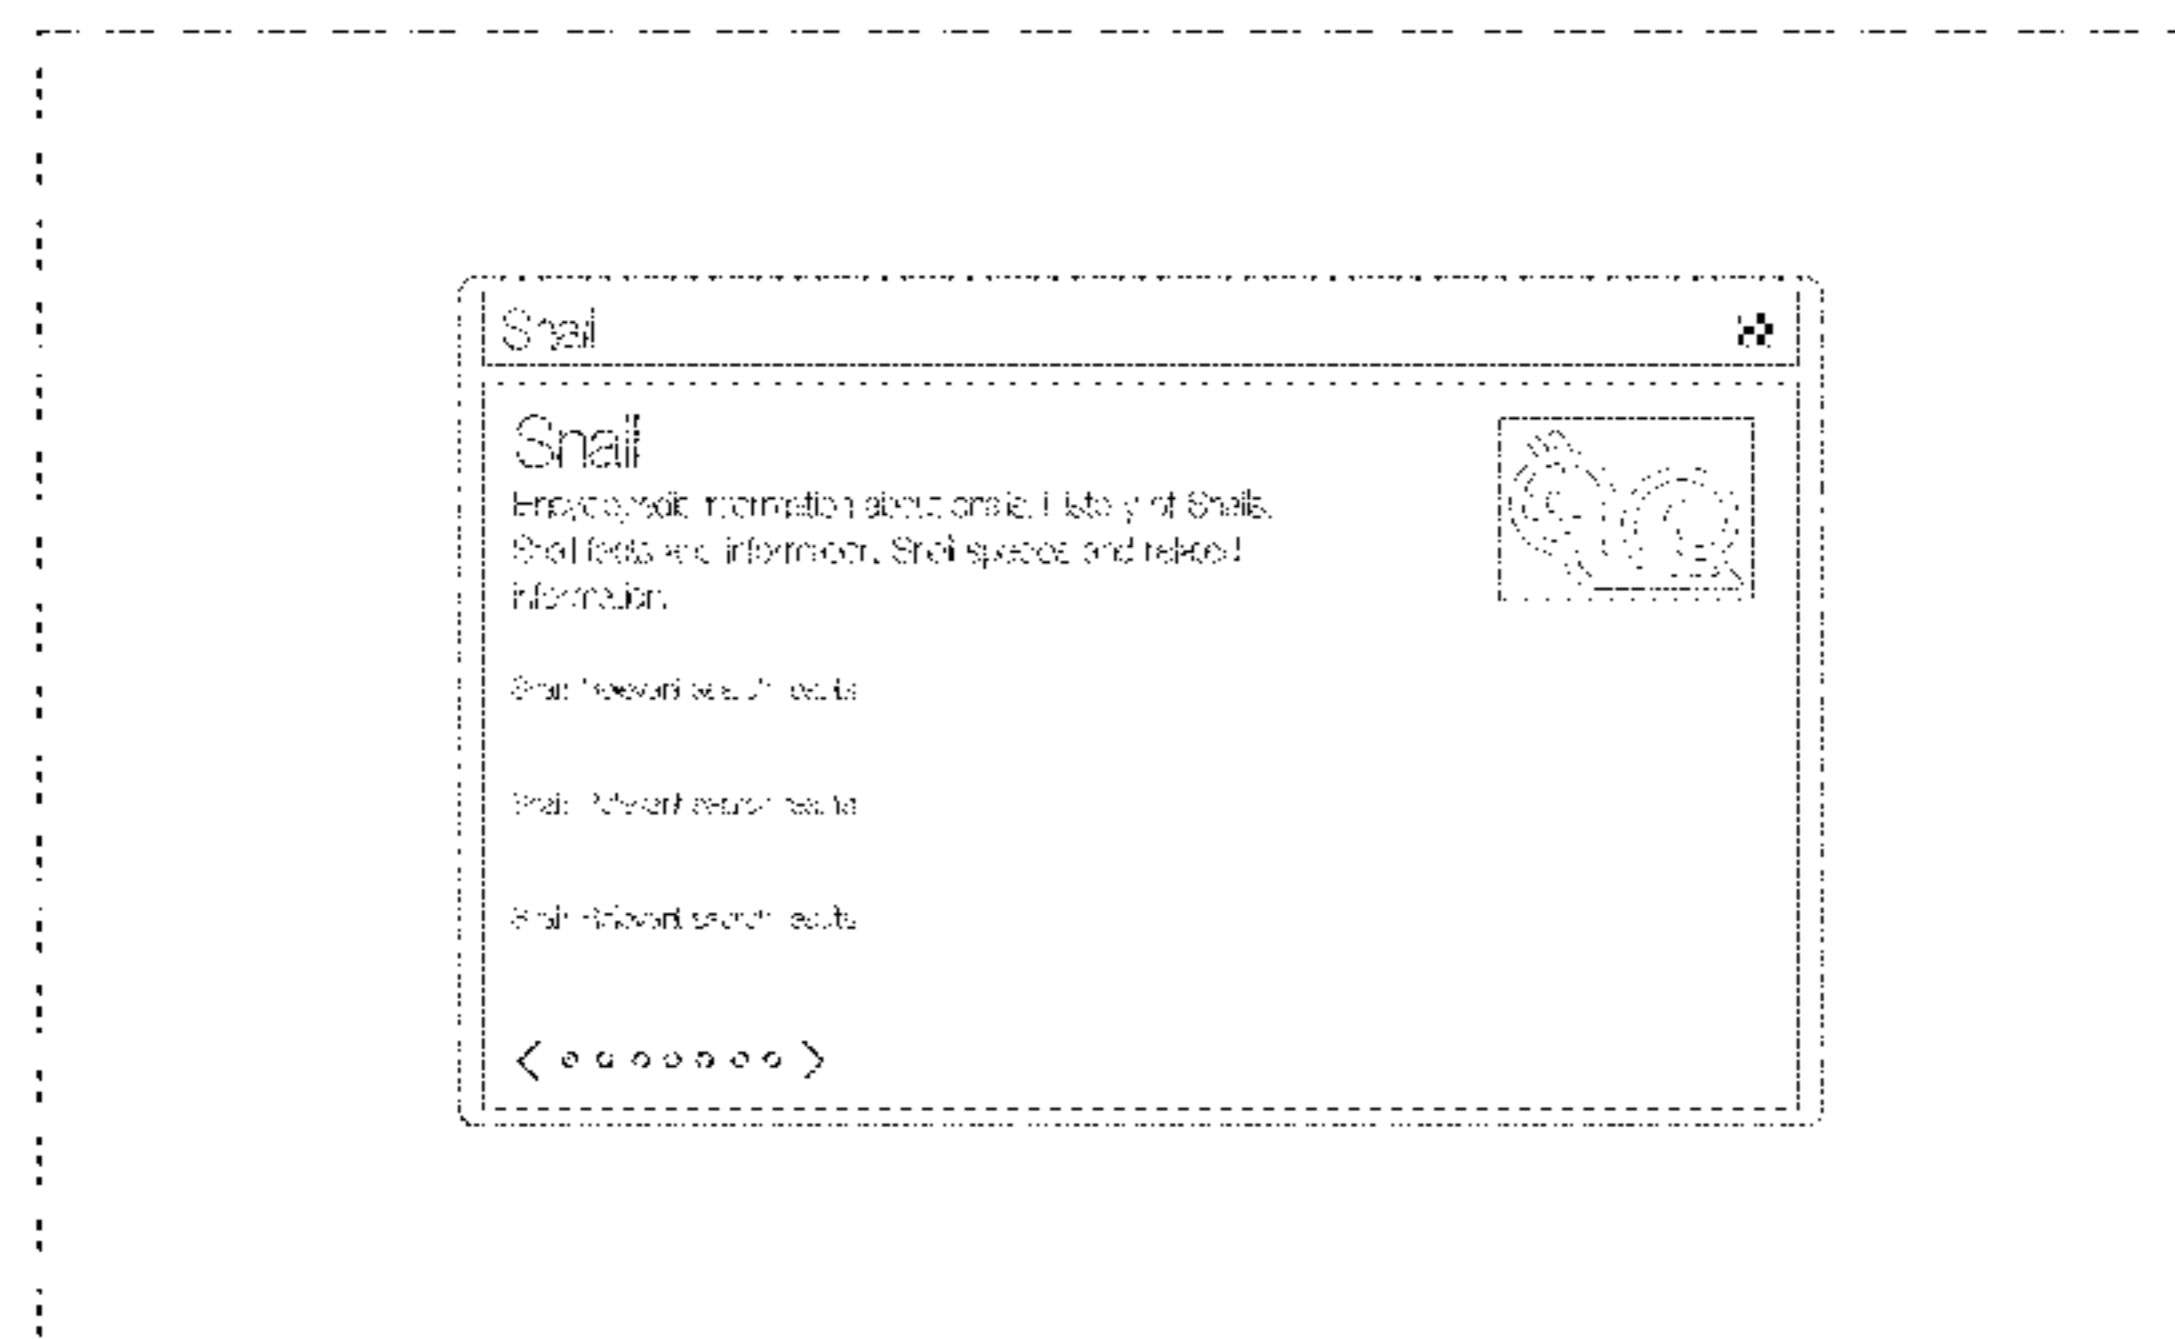 Snail
Snail
Encyclopedic information about snails. History of Snails.
Snail facts and information. Snail species and related
information.
Snail: Relevant search results
Snail: Relevant search results
Snail: Relevant search results